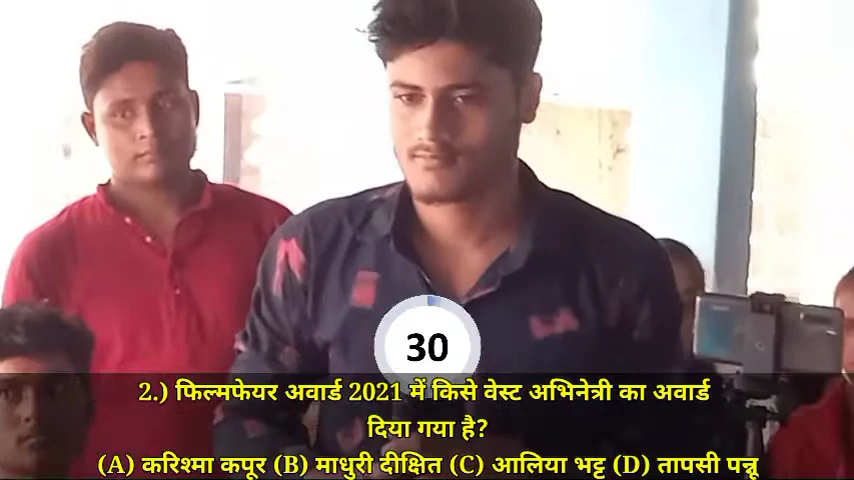 30
2.) फिल्मफेयर अवार्ड 2021 में किसे वेस्ट अभिनेत्री का अवार्ड
दिया गया है?
(A) करिश्मा कपूर (B) माधुरी दीक्षित (C) आलिया भट्ट (D) तापसी पन्नू